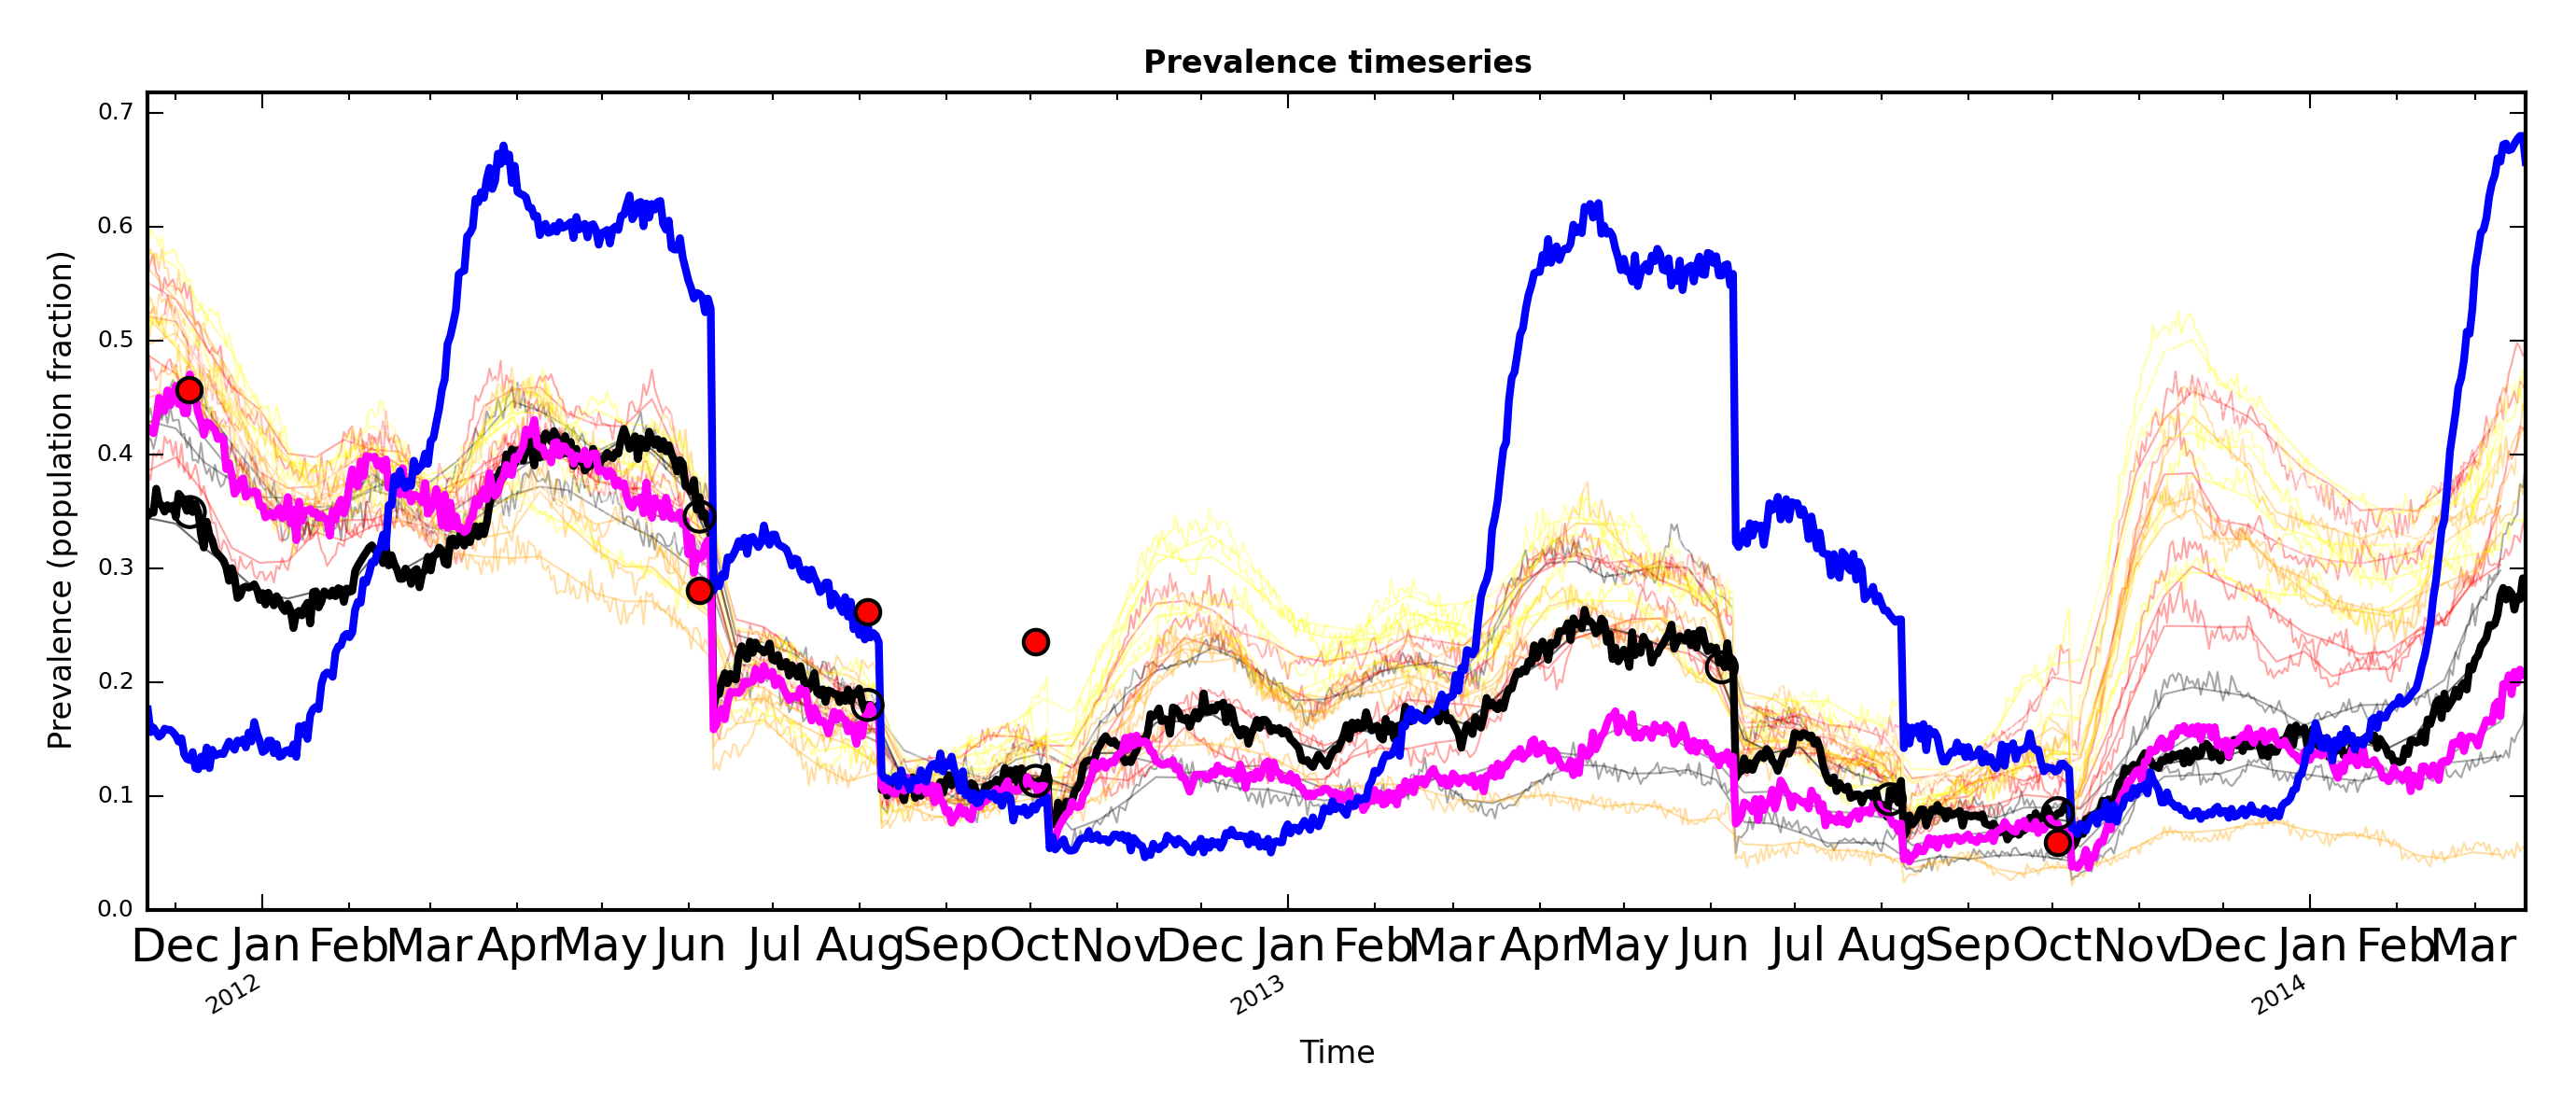 Prevalence timeseries
Prevalence (population fraction)
0.7
0.6
0.5
0.4
0.3
0.2
0.1
0.0
Dec Jan Feb Mar Apr May Jun Jul Aug Sep Oct Nov Dec Jan Feb Mar Apr May Jun Jul Aug Sep Oct Nov Dec Jan Feb Mar
2012 2013 2014
Time